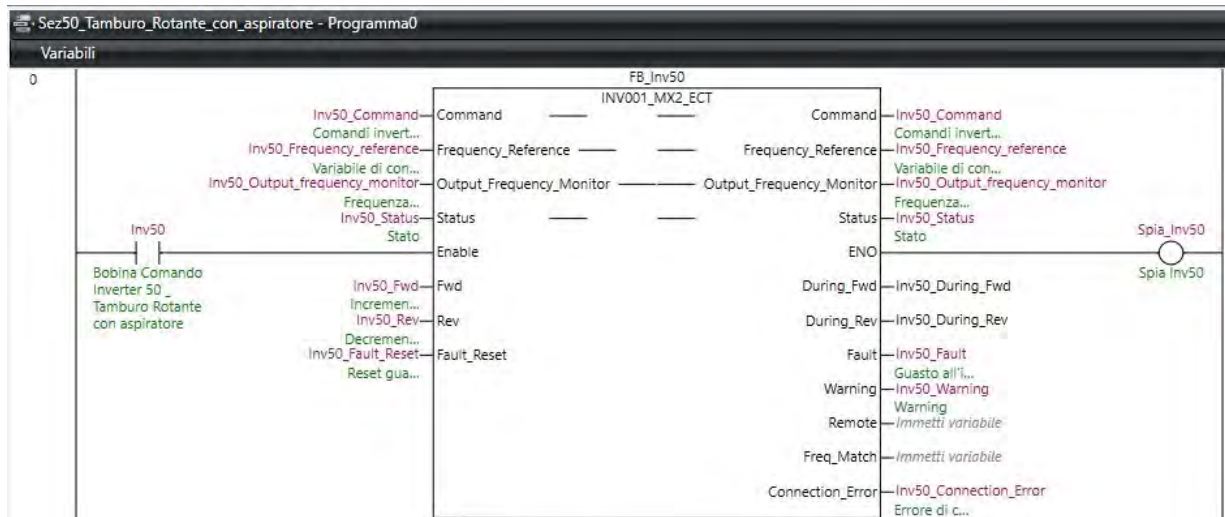 Sez50_Tamburo_Rotante_con_aspiratore - Programma0
Variabili
0
FB_Inv50
INV001_MX2_ECT
Inv50_Command Command Command Inv50_Command
Comandi invert... Comandi invert...
Inv50_Frequency_reference Frequency_Reference Frequency_Reference Inv50_Frequency_reference
Variabile di con... Variabile di con...
Inv50_Output_frequency_monitor Output_Frequency_Monitor Output_Frequency_Monitor Inv50_Output_frequency_monitor
Frequenza... Frequenza...
Inv50_Status Status Status Inv50_Status
Stato Stato
Inv50 Enable ENO Spia_Inv50
Bobina Comando
Inverter 50 _
Tamburo Rotante
con aspiratore
Spia Inv50
Inv50_Fwd Fwd During_Fwd Inv50_During_Fwd
Incremen...
Inv50_Rev Rev During_Rev Inv50_During_Rev
Decremen...
Inv50_Fault_Reset Fault_Reset Fault Inv50_Fault
Reset gua... Guasto all'i...
Warning Inv50_Warning
Warning
Remote Immetti variabile
Freq_Match Immetti variabile
Connection_Error Inv50_Connection_Error
Errore di c...